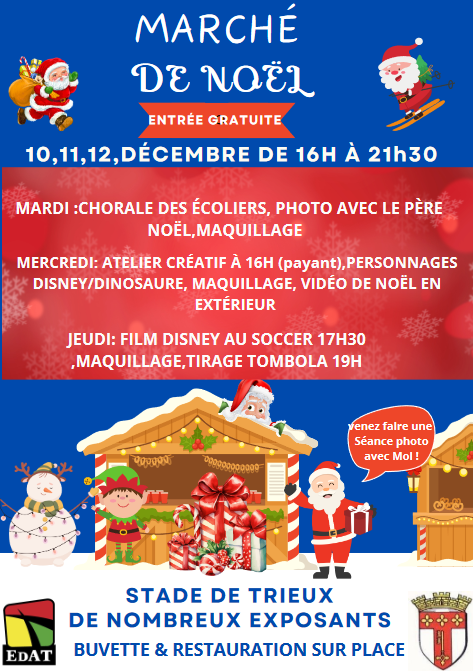 MARCHÉ
DE NOËL
ENTRÉE GRATUITE
10,11,12,DÉCEMBRE DE 16H À 21h30
MARDI :CHORALE DES ÉCOLIERS, PHOTO AVEC LE PÈRE
NOËL,MAQUILLAGE
MERCREDI: ATELIER CRÉATIF À 16H (payant),PERSONNAGES
DISNEY/DINOSAURE, MAQUILLAGE, VIDÉO DE NOËL EN
EXTÉRIEUR
JEUDI: FILM DISNEY AU SOCCER 17H30
,MAQUILLAGE,TIRAGE TOMBOLA 19H
venez faire une
Séance photo
avec MoI !
STADE DE TRIEUX
DE NOMBREUX EXPOSANTS
BUVETTE & RESTAURATION SUR PLACE
EDAT